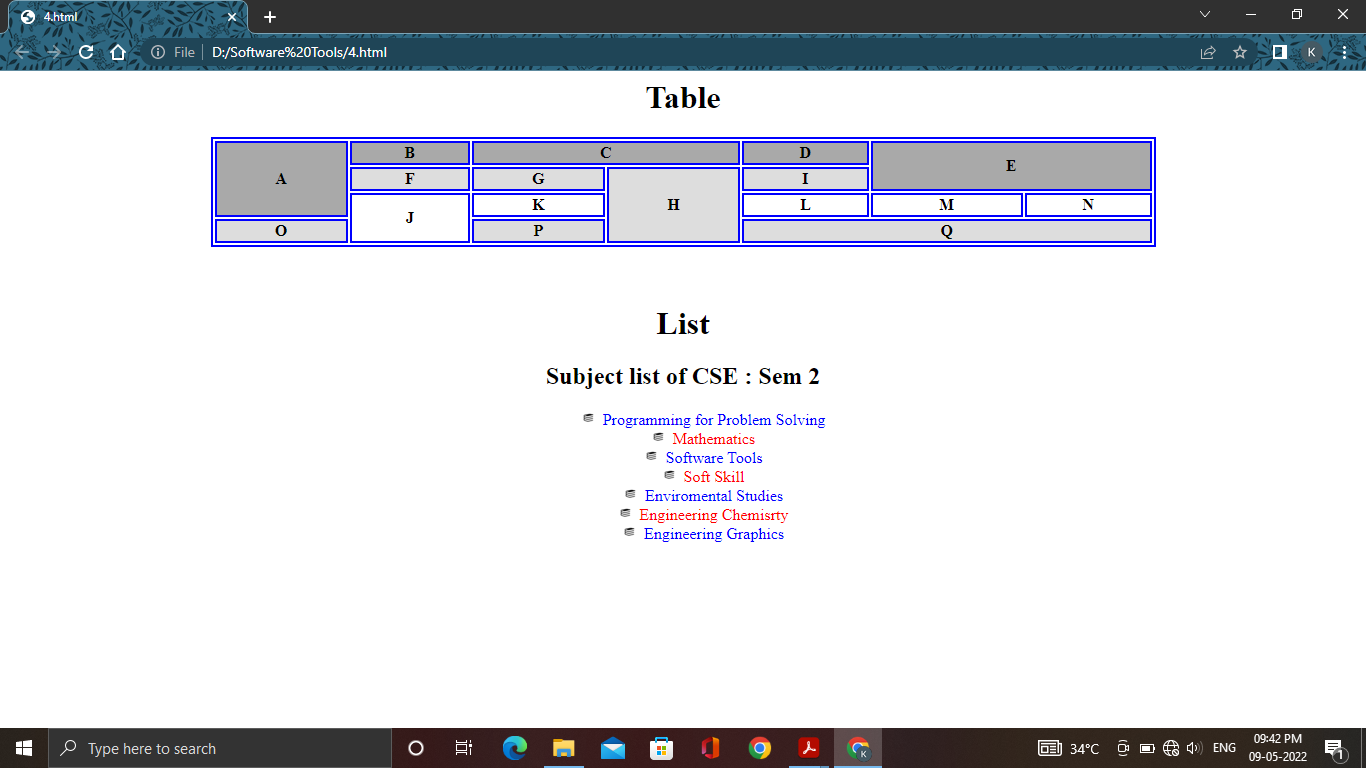 4.html
File D:/Software%20Tools/4.html K
Table
A B C D E
F G H I
J K L M N
O P Q
List
Subject list of CSE : Sem 2
Programming for Problem Solving
Mathematics
Software Tools
Soft Skill
Enviromental Studies
Engineering Chemisrty
Engineering Graphics
Type here to search K 34°C ENG 09:42 PM
09-05-2022 1